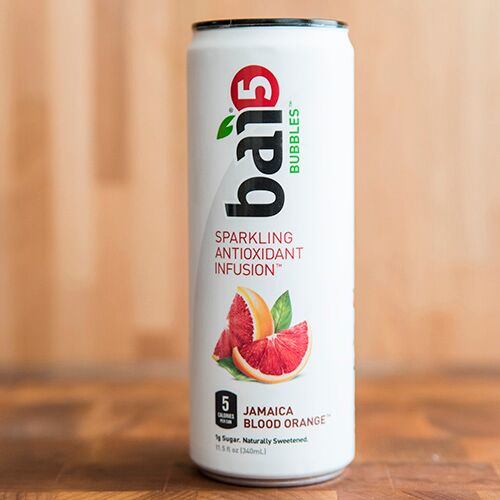 bai5
BUBBLES™
SPARKLING
ANTIOXIDANT
INFUSION™
5
CALORIES
PER CAN
JAMAICA
BLOOD ORANGE™
1g Sugar. Naturally Sweetened.
11.5 fl oz (340mL)